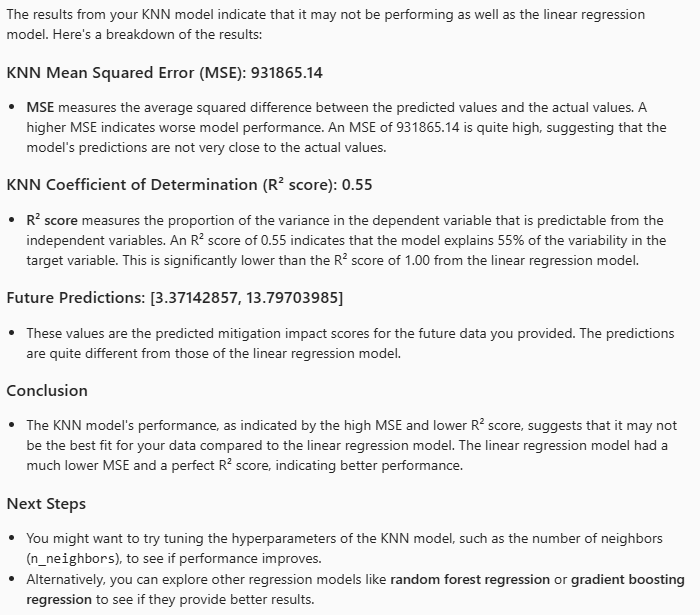 The results from your KNN model indicate that it may not be performing as well as the linear regression
model. Here's a breakdown of the results:
KNN Mean Squared Error (MSE): 931865.14
• MSE measures the average squared difference between the predicted values and the actual values. A
higher MSE indicates worse model performance. An MSE of 931865.14 is quite high, suggesting that the
model's predictions are not very close to the actual values.
KNN Coefficient of Determination (R² score): 0.55
• R² score measures the proportion of the variance in the dependent variable that is predictable from the
independent variables. An R² score of 0.55 indicates that the model explains 55% of the variability in the
target variable. This is significantly lower than the R² score of 1.00 from the linear regression model.
Future Predictions: [3.37142857, 13.79703985]
• These values are the predicted mitigation impact scores for the future data you provided. The predictions
are quite different from those of the linear regression model.
Conclusion
• The KNN model's performance, as indicated by the high MSE and lower R² score, suggests that it may not
be the best fit for your data compared to the linear regression model. The linear regression model had a
much lower MSE and a perfect R² score, indicating better performance.
Next Steps
• You might want to try tuning the hyperparameters of the KNN model, such as the number of neighbors
(n_neighbors), to see if performance improves.
• Alternatively, you can explore other regression models like random forest regression or gradient boosting
regression to see if they provide better results.